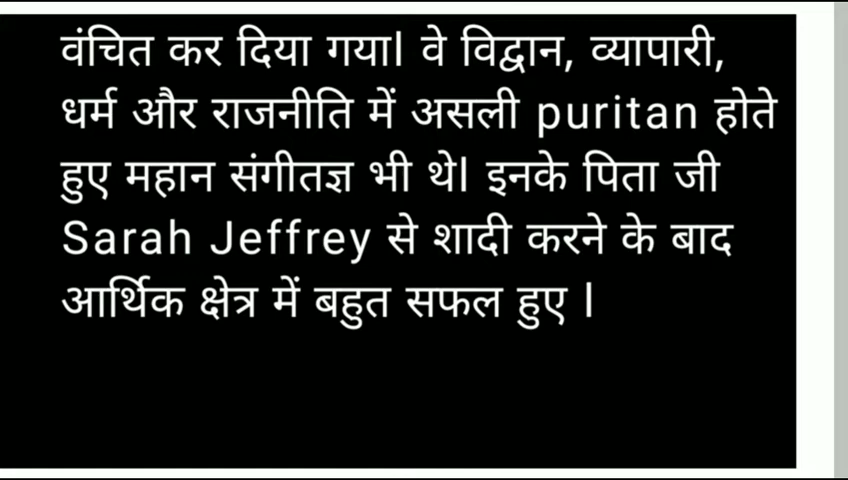 वंचित कर दिया गया। वे विद्वान, व्यापारी,
धर्म और राजनीति में असली puritan होते
हुए महान संगीतज्ञ भी थे। इनके पिता जी
Sarah Jeffrey से शादी करने के बाद
आर्थिक क्षेत्र में बहुत सफल हुए ।